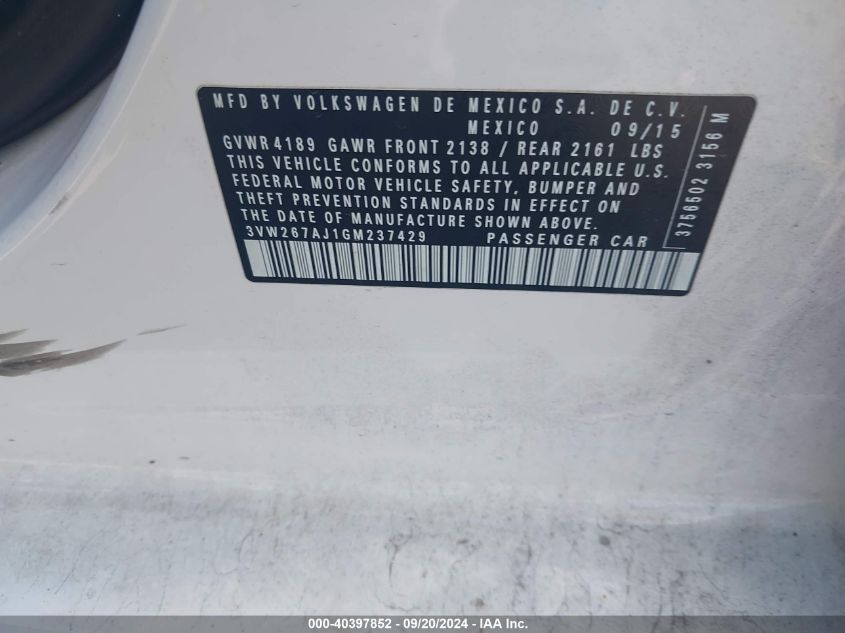 MFD BY VOLKSWAGEN DE MEXICO S.A. DE C.V.
MEXICO 09/15
GVWR 4189 GAWR FRONT 2138 / REAR 2161 LBS
THIS VEHICLE CONFORMS TO ALL APPLICABLE U.S.
FEDERAL MOTOR VEHICLE SAFETY, BUMPER AND
THEFT PREVENTION STANDARDS IN EFFECT ON
THE DATE OF MANUFACTURE SHOWN ABOVE.
3VW267AJ1GM237429 PASSENGER CAR
3756502 3156 M
000-40397852 - 09/20/2024 - IAA Inc.